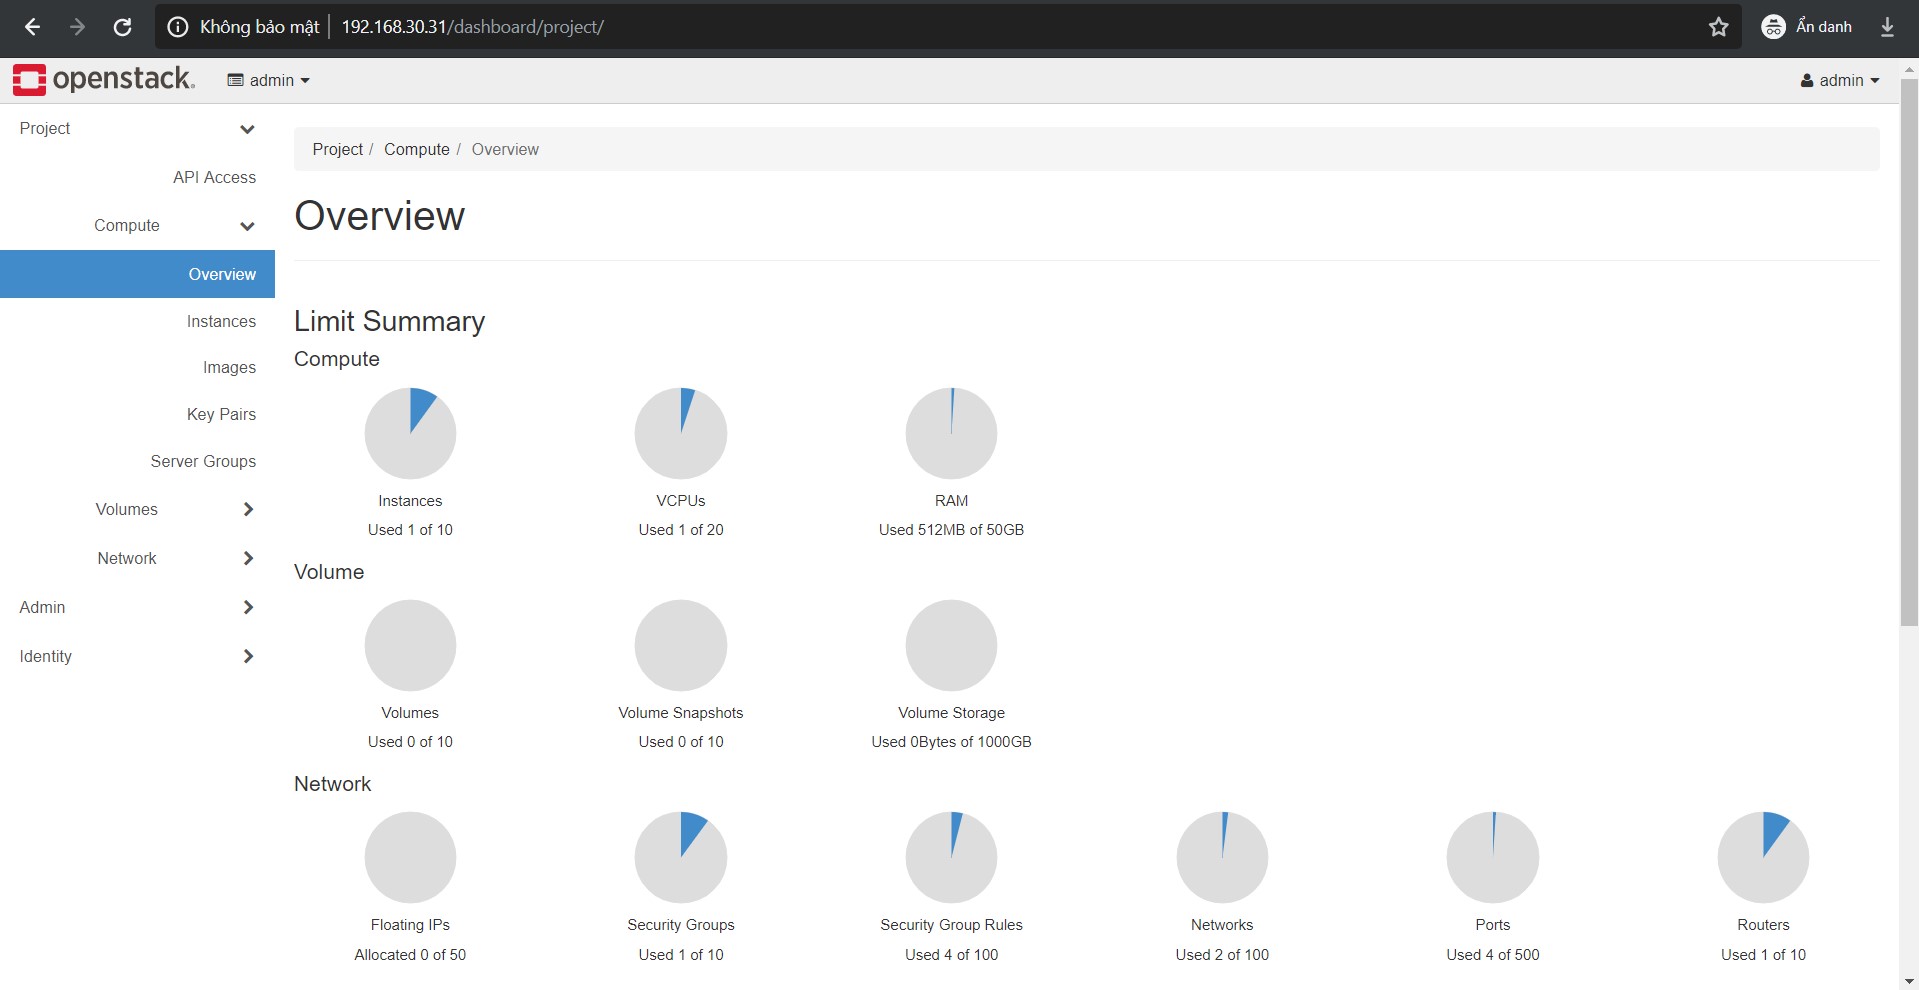 Không bảo mật 192.168.30.31/dashboard/project/ Ẩn danh
openstack. admin admin
Project
API Access
Compute
Overview
Instances
Images
Key Pairs
Server Groups
Volumes
Network
Admin
Identity
Project / Compute / Overview
Overview
Limit Summary
Compute
Instances VCPUs RAM
Used 1 of 10 Used 1 of 20 Used 512MB of 50GB
Volume
Volumes Volume Snapshots Volume Storage
Used 0 of 10 Used 0 of 10 Used 0Bytes of 1000GB
Network
Floating IPs Security Groups Security Group Rules Networks Ports Routers
Allocated 0 of 50 Used 1 of 10 Used 4 of 100 Used 2 of 100 Used 4 of 500 Used 1 of 10